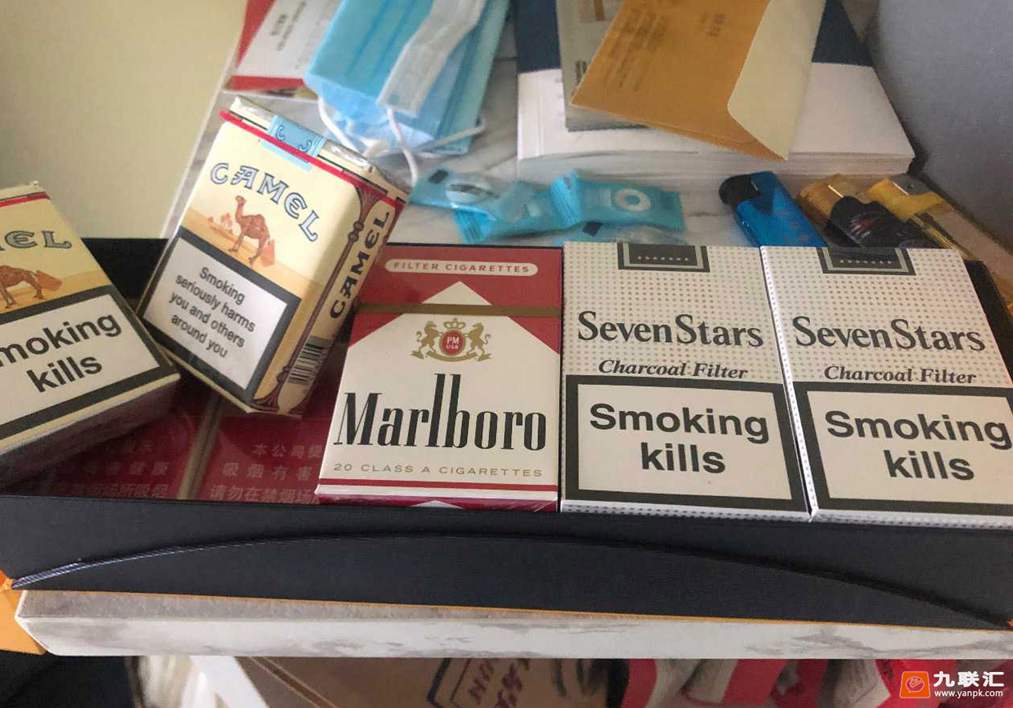 CAMEL
Smoking
seriously harms
you and others
around you
CAMEL
EL
moking
kills
FILTER CIGARETTES
PM
USA
Marlboro
20 CLASS A CIGARETTES
SevenStars
Charcoal Filter
Smoking
kills
SevenStars
Charcoal Filter
Smoking
kills
本公司
吸烟有害
请勿在禁烟场
九联汇
www.yanpk.com